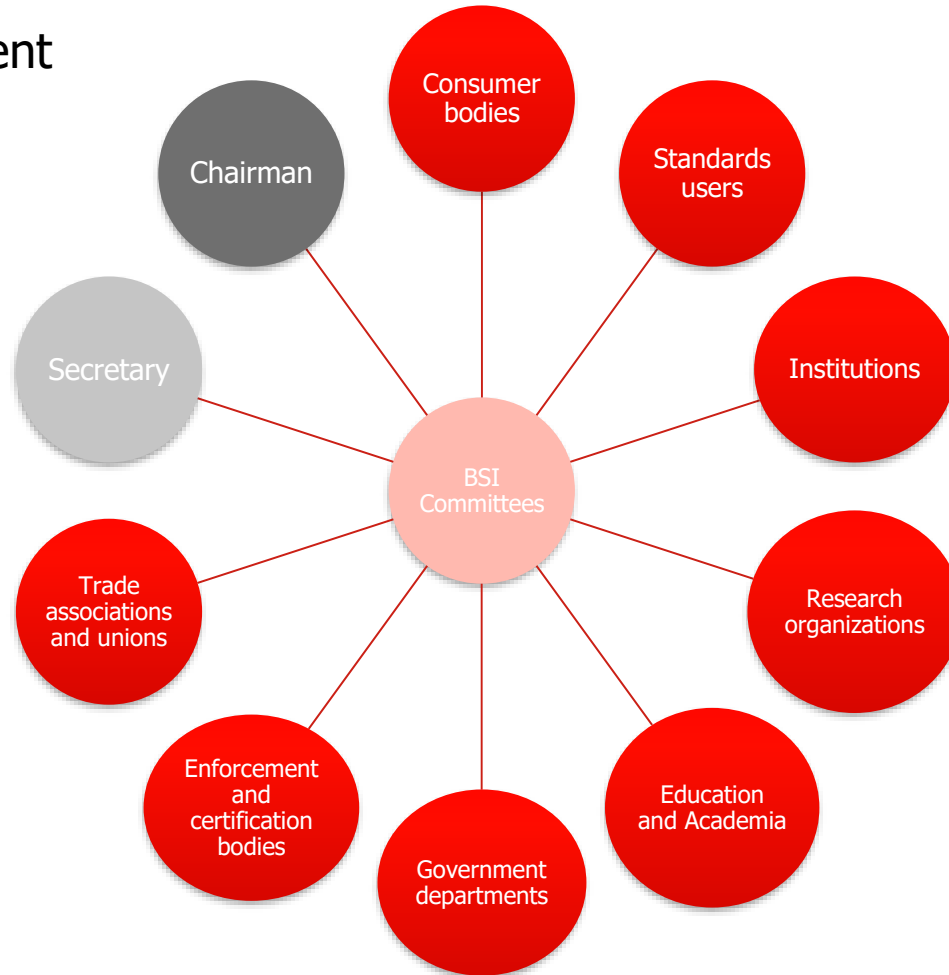 ent
Consumer
bodies
Standards
users
Institutions
Research
organizations
Education
and Academia
Government
departments
Enforcement
and
certification
bodies
Trade
associations
and unions
Secretary
Chairman
BSI
Committees